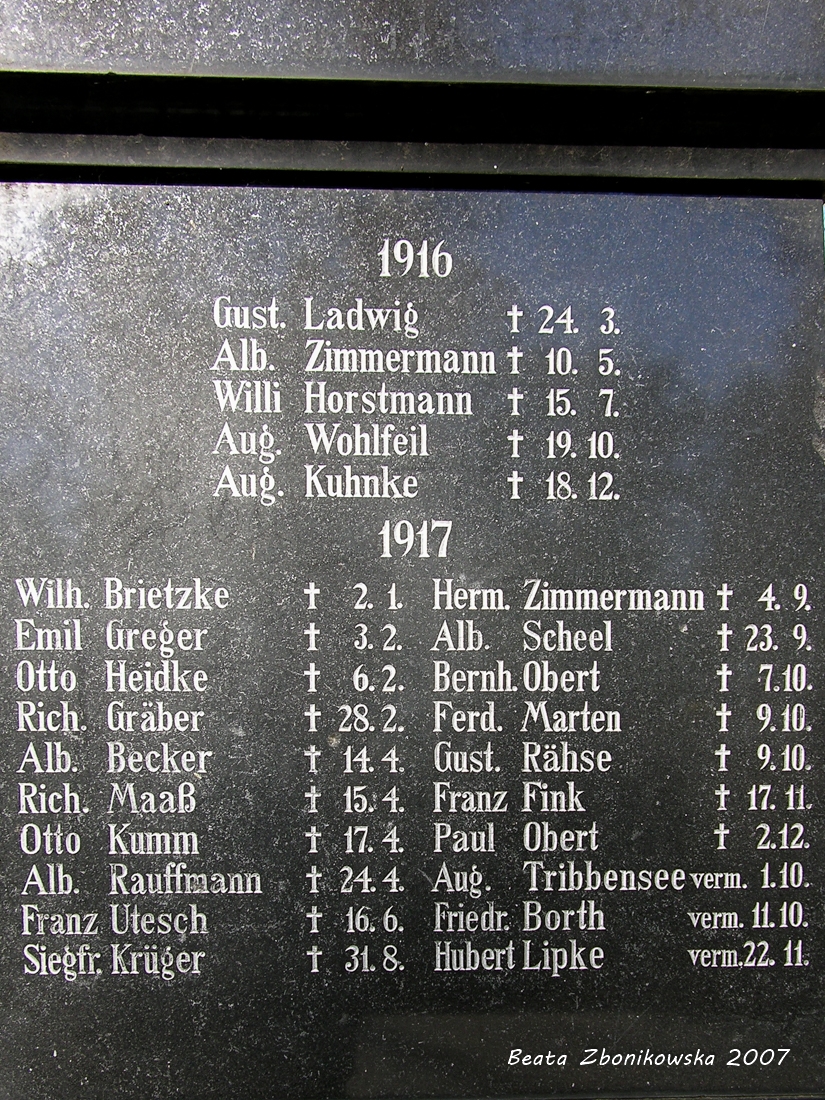 1916
Gust. Ladwig † 24. 3.
Alb. Zimmermann † 10. 5.
Willi Horstmann † 15. 7.
Aug. Wohlfeil † 19. 10.
Aug. Kuhnke † 18. 12.
1917
Wilh. Brietzke † 2. 1. Herm. Zimmermann † 4. 9.
Emil Greger † 3. 2. Alb. Scheel † 23. 9.
Otto Heidke † 6. 2. Bernh. Obert † 7. 10.
Rich. Gräber † 28. 2. Ferd. Marten † 9. 10.
Alb. Becker † 14. 4. Gust. Rähse † 9. 10.
Rich. Maaß † 15. 4. Franz Fink † 17. 11.
Otto Kumm † 17. 4. Paul Obert † 2. 12.
Alb. Rauffmann † 24. 4. Aug. Tribbensee verm. 1. 10.
Franz Utesch † 16. 6. Friedr. Borth verm. 11. 10.
Siegfr. Krüger † 31. 8. Hubert Lipke verm. 22. 11.
Beata Zbonikowska 2007